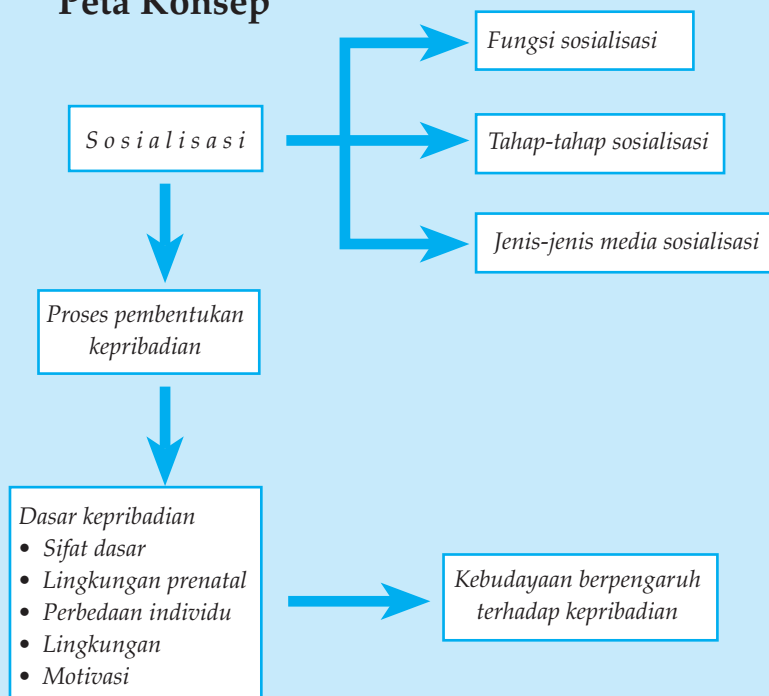 Peta Konsep
Fungsi sosialisasi
Sosialisasi
Tahap-tahap sosialisasi
Jenis-jenis media sosialisasi
Proses pembentukan
kepribadian
Dasar kepribadian
• Sifat dasar
• Lingkungan prenatal
• Perbedaan individu
• Lingkungan
• Motivasi
Kebudayaan berpengaruh
terhadap kepribadian